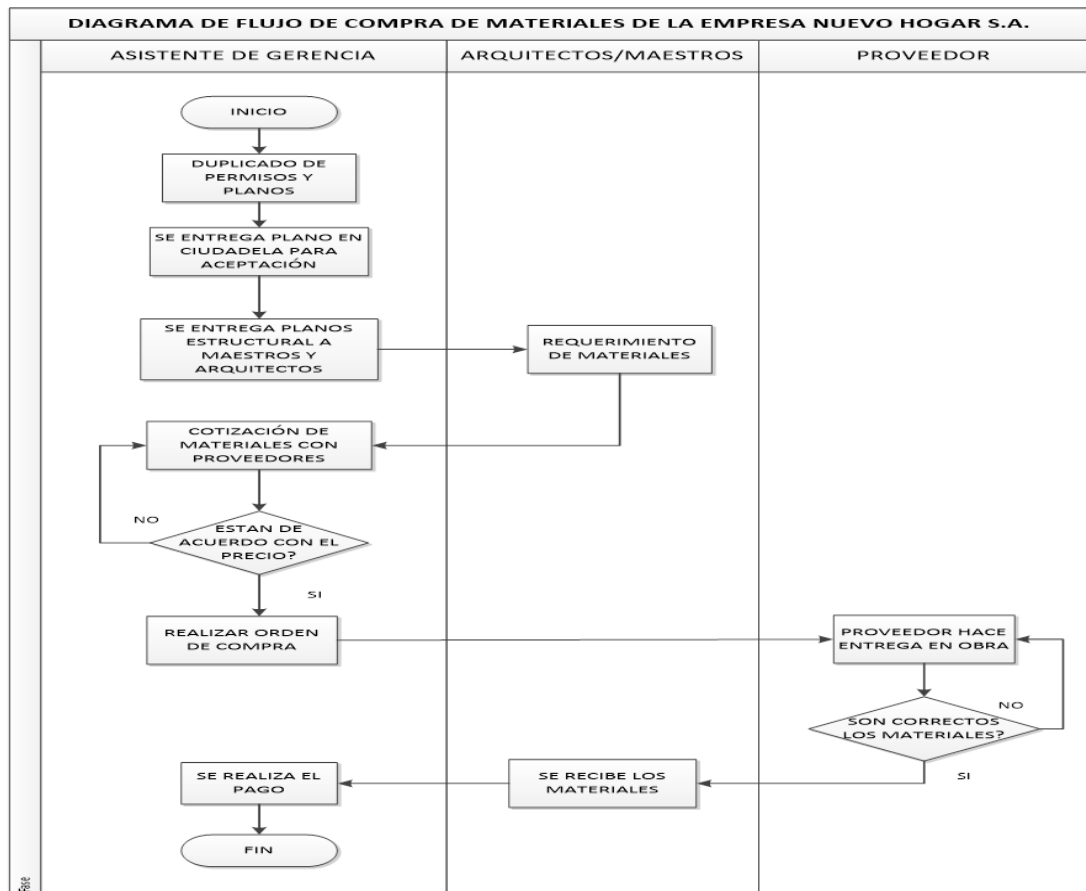 DIAGRAMA DE FLUJO DE COMPRA DE MATERIALES DE LA EMPRESA NUEVO HOGAR S.A.
ASISTENTE DE GERENCIA
ARQUITECTOS/MAESTROS
PROVEEDOR
INICIO
DUPLICADO DE
PERMISOS Y
PLANOS
SE ENTREGA PLANO EN
CIUDADELA PARA
ACEPTACIÓN
SE ENTREGA PLANOS
ESTRUCTURAL A
MAESTROS Y
ARQUITECTOS
REQUERIMIENTO
DE MATERIALES
COTIZACIÓN DE
MATERIALES CON
PROVEEDORES
NO
ESTAN DE
ACUERDO CON EL
PRECIO?
SI
REALIZAR ORDEN
DE COMPRA
PROVEEDOR HACE
ENTREGA EN OBRA
NO
SON CORRECTOS
LOS MATERIALES?
SI
SE RECIBE LOS
MATERIALES
SE REALIZA EL
PAGO
FIN
Fase